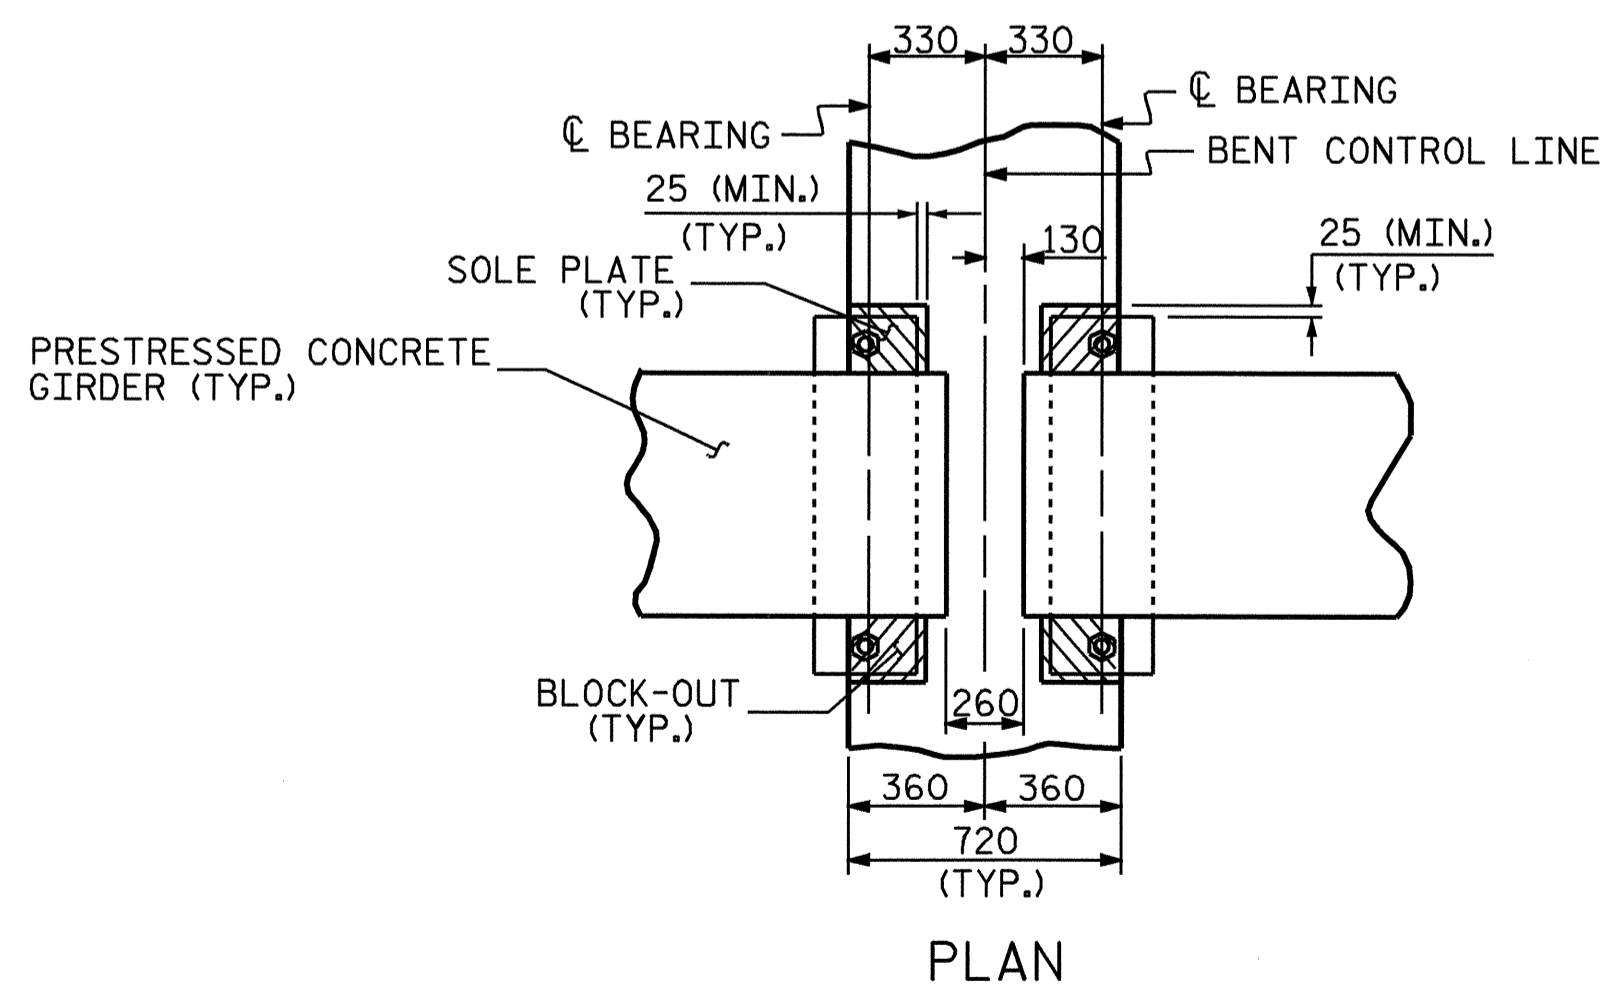 330 330
℄ BEARING
℄ BEARING
BENT CONTROL LINE
25 (MIN.)
(TYP.)
130
25 (MIN.)
(TYP.)
SOLE PLATE
(TYP.)
PRESTRESSED CONCRETE
GIRDER (TYP.)
BLOCK-OUT
(TYP.)
260
360 360
720
(TYP.)
PLAN